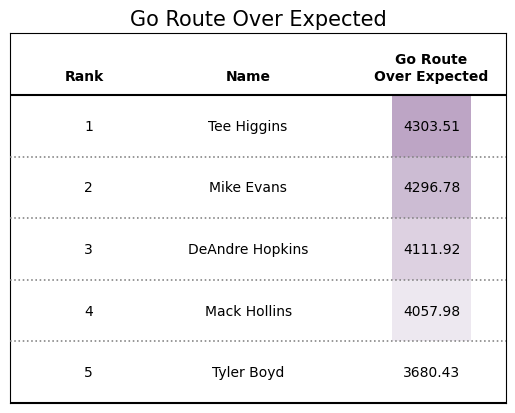 Go Route Over Expected
Rank Name Go Route Over Expected
1 Tee Higgins 4303.51
2 Mike Evans 4296.78
3 DeAndre Hopkins 4111.92
4 Mack Hollins 4057.98
5 Tyler Boyd 3680.43